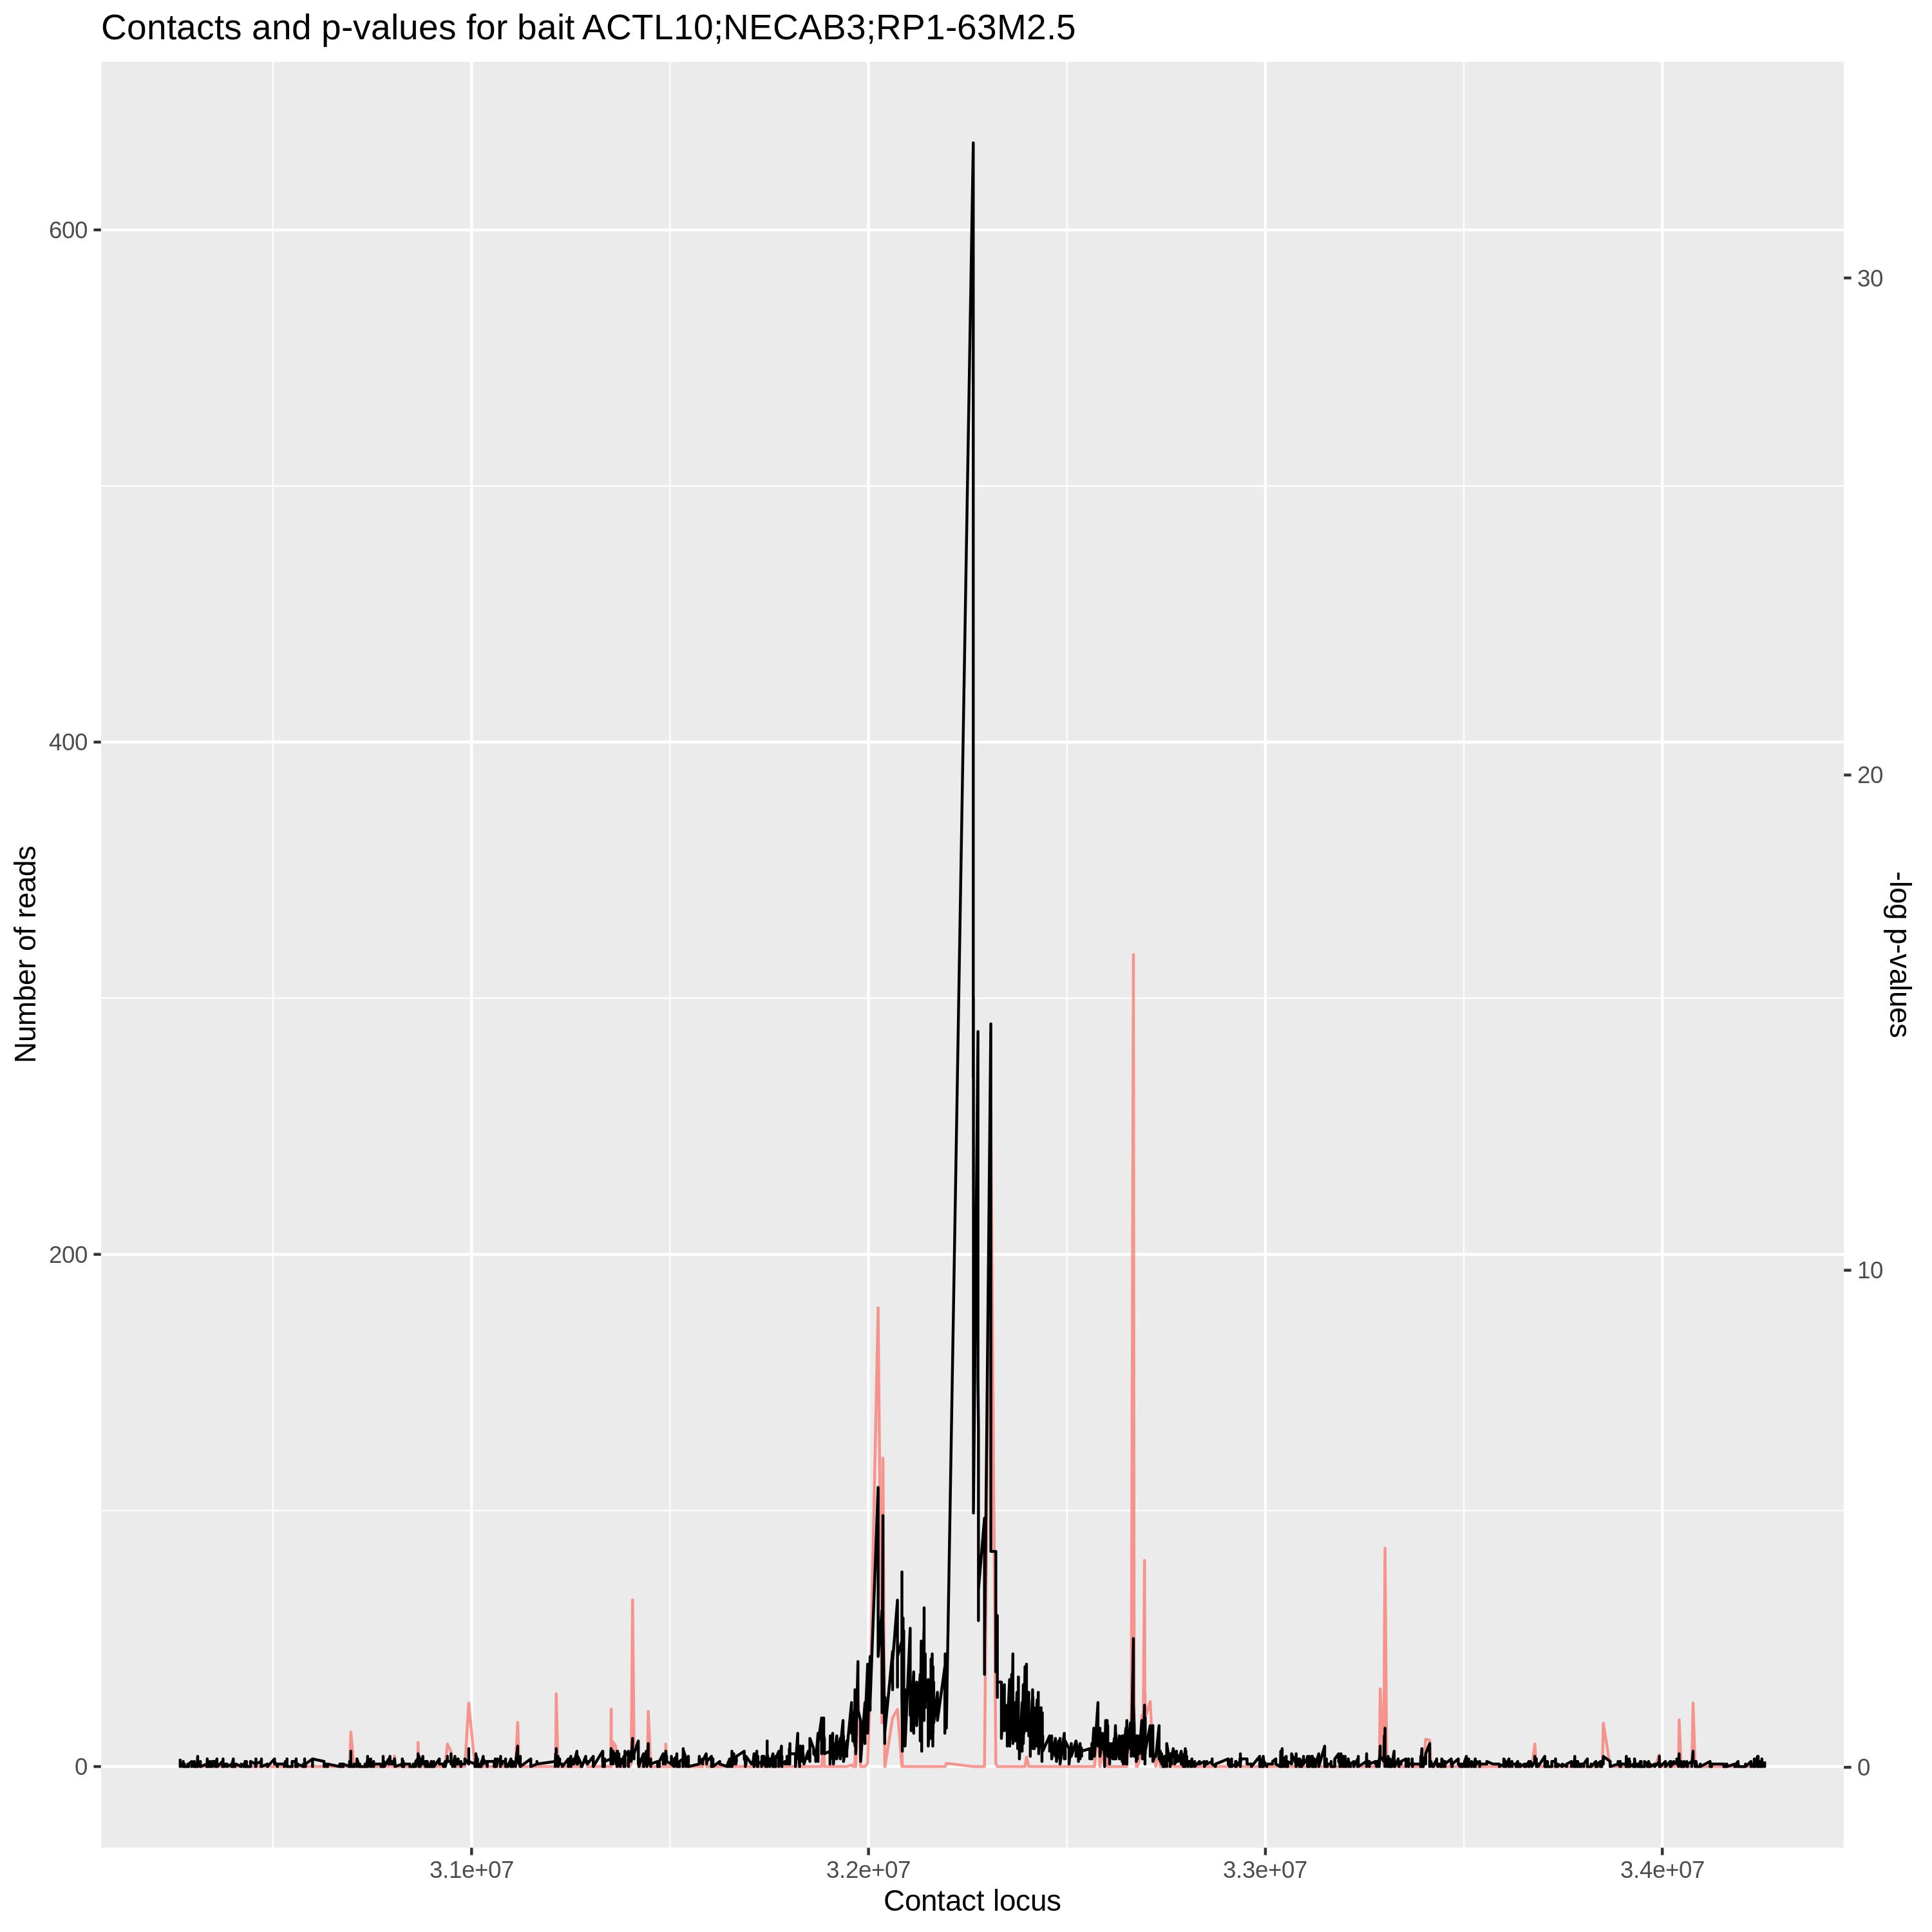 Contacts and p-values for bait ACTL10;NECAB3;RP1-63M2.5
600
400
200
0
Number of reads
30
20
10
0
-log p-values
3.1e+07
3.2e+07
3.3e+07
3.4e+07
Contact locus